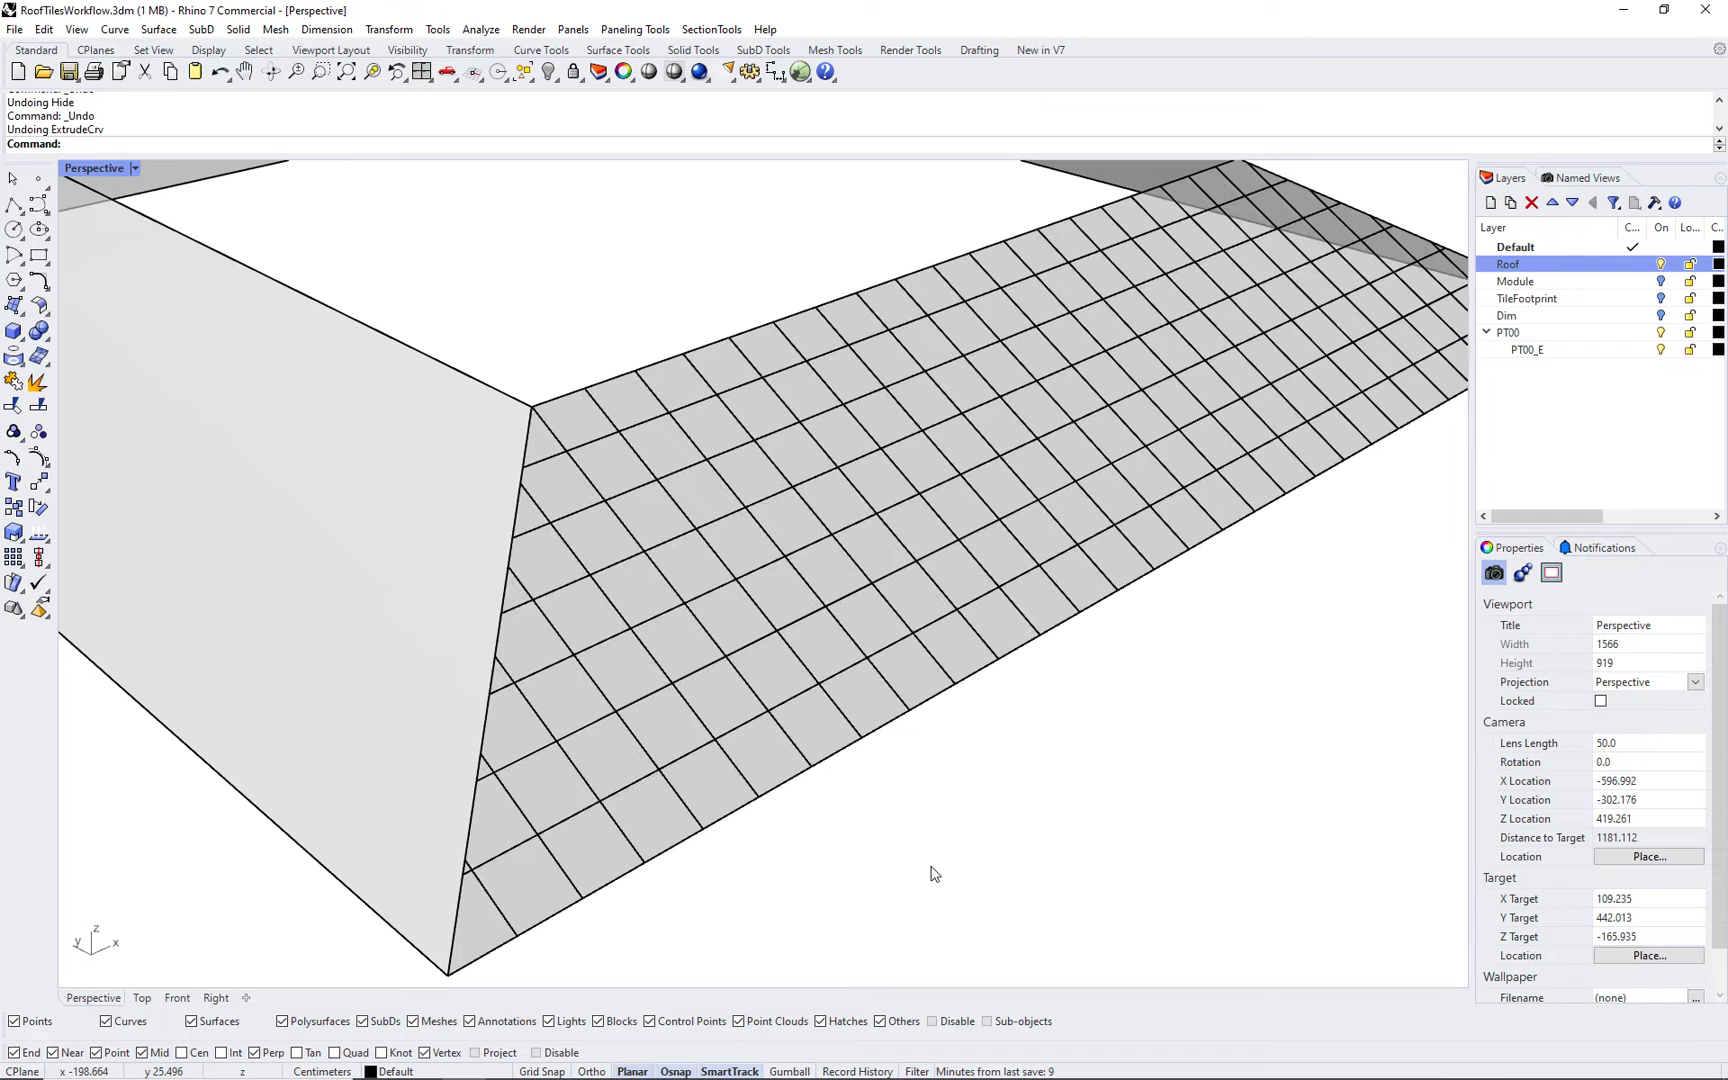 RoofTilesWorkflow.3dm (1 MB) - Rhino 7 Commercial - [Perspective]
File Edit View Curve Surface SubD Solid Mesh Dimension Transform Tools Analyze Render Panels Paneling Tools SectionTools Help
Standard CPlanes Set View Display Select Viewport Layout Visibility Transform Curve Tools Surface Tools Solid Tools SubD Tools Mesh Tools Render Tools Drafting New in V7
Undoing Hide
Command: _Undo
Undoing ExtrudeCrv
Command:
Perspective
Layers Named Views
Layer C... On Lo... C..
Default
Roof
Module
TileFootprint
Dim
PT00
PT00_E
Properties Notifications
Viewport
Title Perspective
Width 1566
Height 919
Projection Perspective
Locked
Camera
Lens Length 50.0
Rotation 0.0
X Location -596.992
Y Location -302.176
Z Location 419.261
Distance to Target 1181.112
Location Place...
Target
X Target 109.235
Y Target 442.013
Z Target -165.935
Location Place...
Wallpaper
Filename (none) ...
z
y x
Perspective Top Front Right
Points Curves Surfaces Polysurfaces SubDs Meshes Annotations Lights Blocks Control Points Point Clouds Hatches Others Disable Sub-objects
End Near Point Mid Cen Int Perp Tan Quad Knot Vertex Project Disable
CPlane x -198.664 y 25.496 z Centimeters Default Grid Snap Ortho Planar Osnap SmartTrack Gumball Record History Filter Minutes from last save: 9